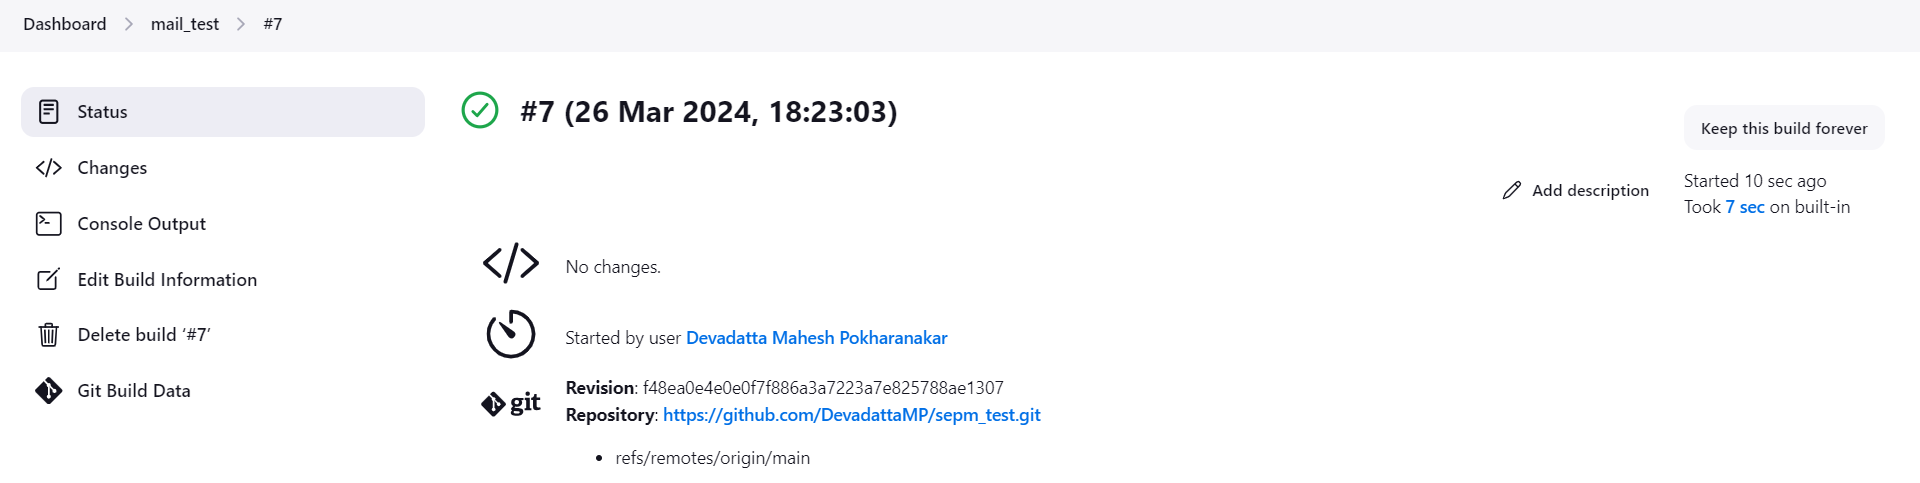 Dashboard > mail_test > #7
Status
Changes
Console Output
Edit Build Information
Delete build ‘#7’
Git Build Data
#7 (26 Mar 2024, 18:23:03)
Keep this build forever
Add description
Started 10 sec ago
Took 7 sec on built-in
No changes.
Started by user Devadatta Mahesh Pokharanakar
git
Revision: f48ea0e4e0e0f7f886a3a7223a7e825788ae1307
Repository: https://github.com/DevadattaMP/sepm_test.git
• refs/remotes/origin/main